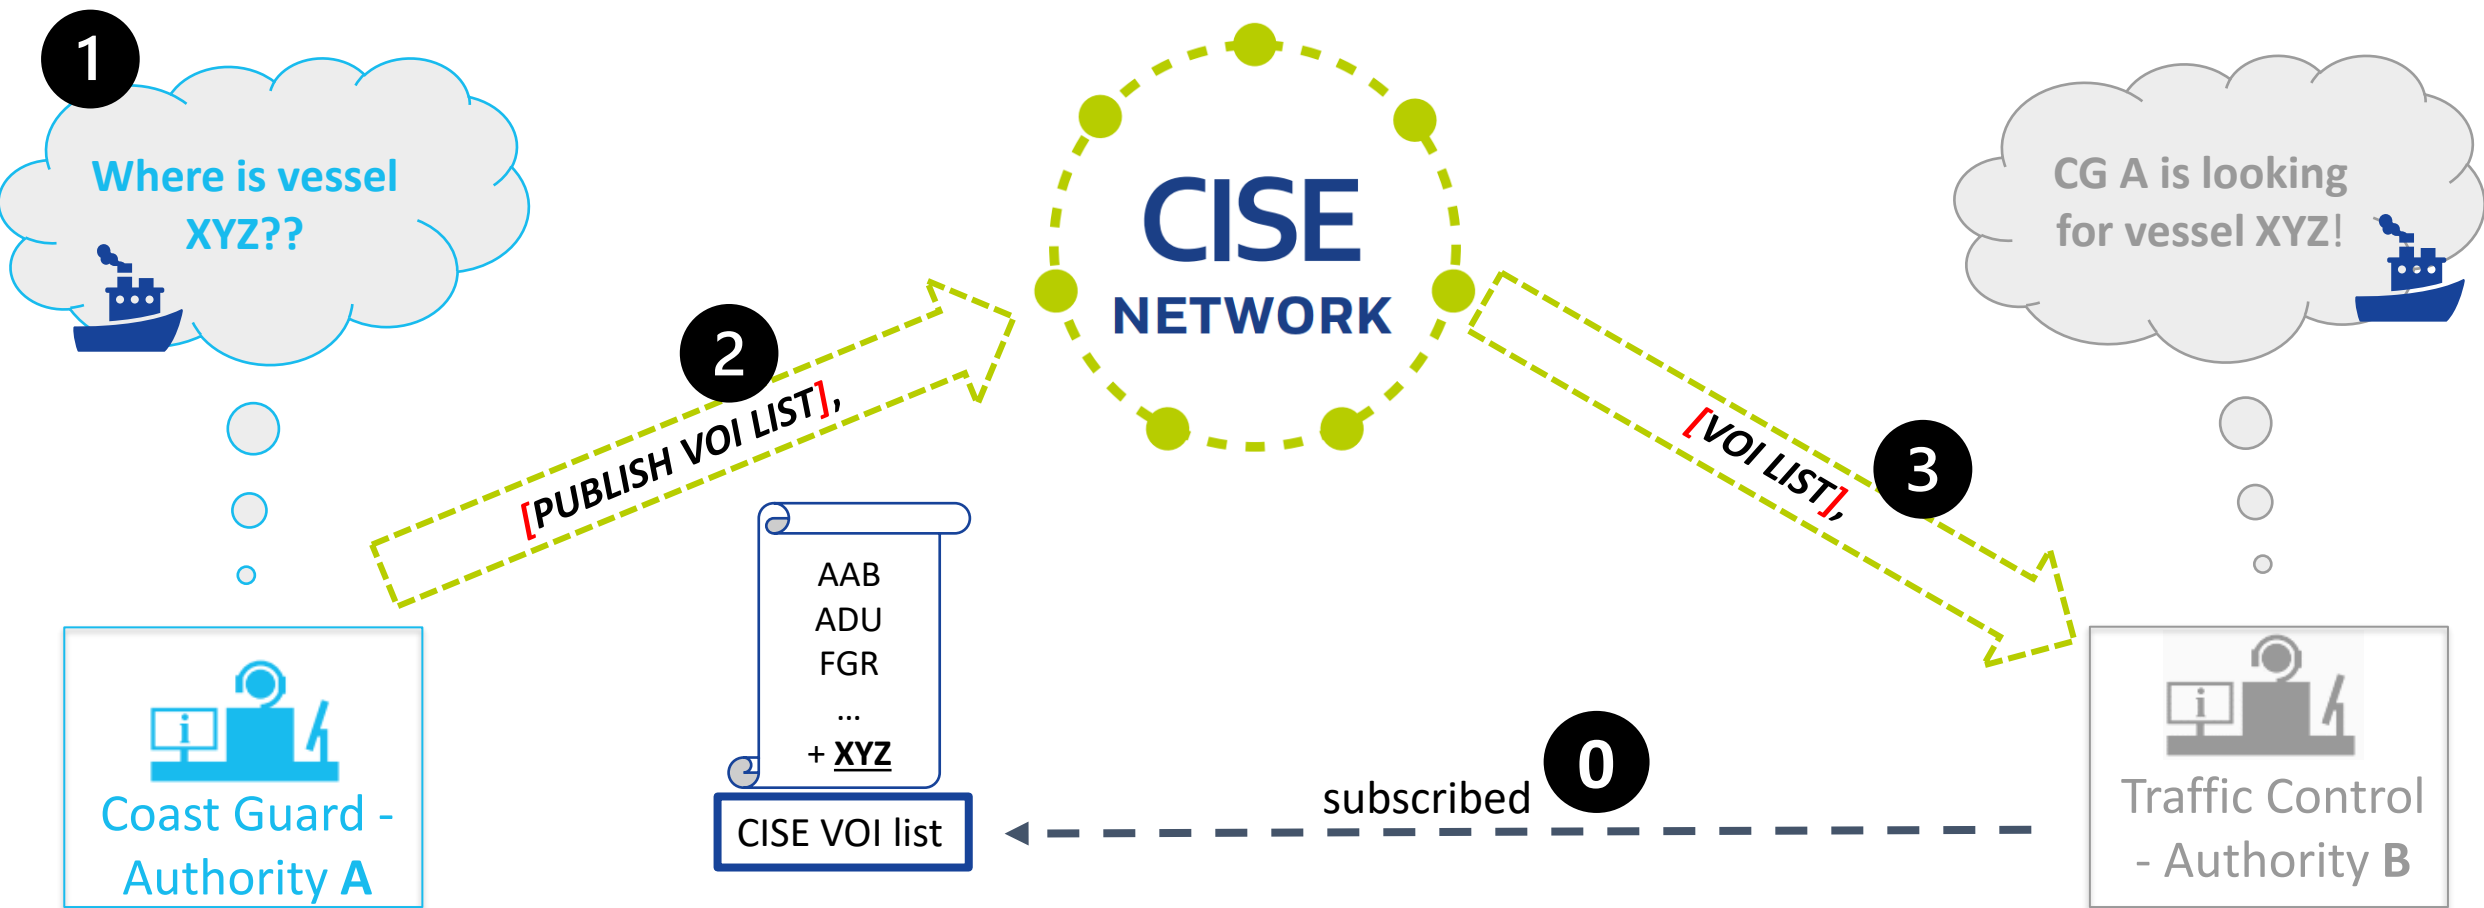 1
Where is vessel
XYZ??
CISE
NETWORK
CG A is looking
for vessel XYZ!
2
[PUBLISH VOI LIST],
[VOI LIST],
3
AAB
ADU
FGR
...
+ XYZ
CISE VOI list
subscribed
0
i
Coast Guard -
Authority A
i
Traffic Control
- Authority B